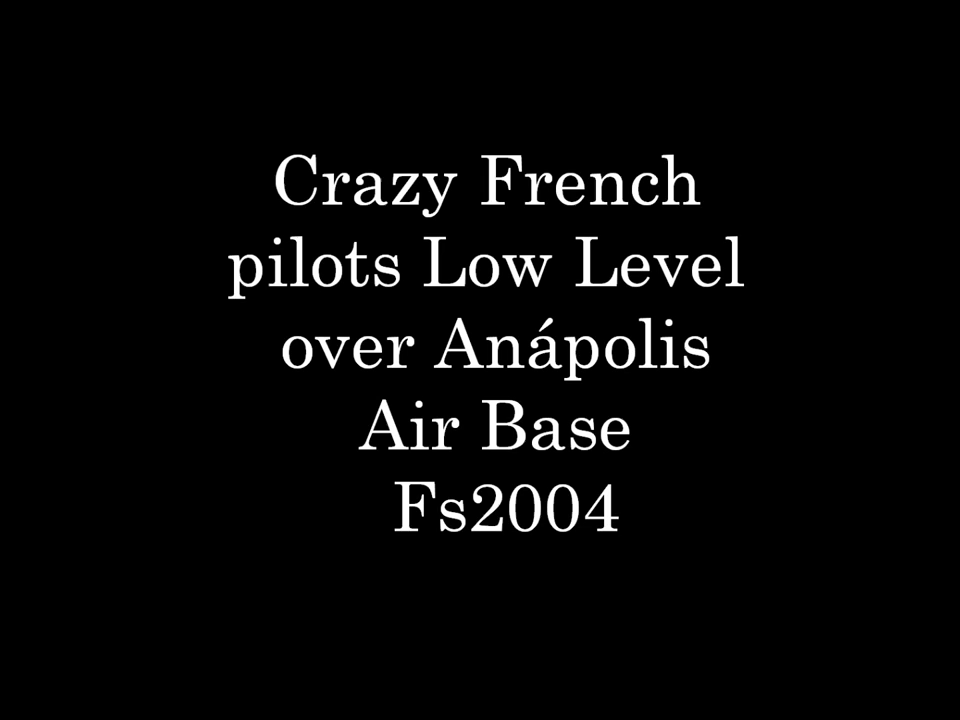 Crazy French
pilots Low Level
over Anápolis
Air Base
Fs2004